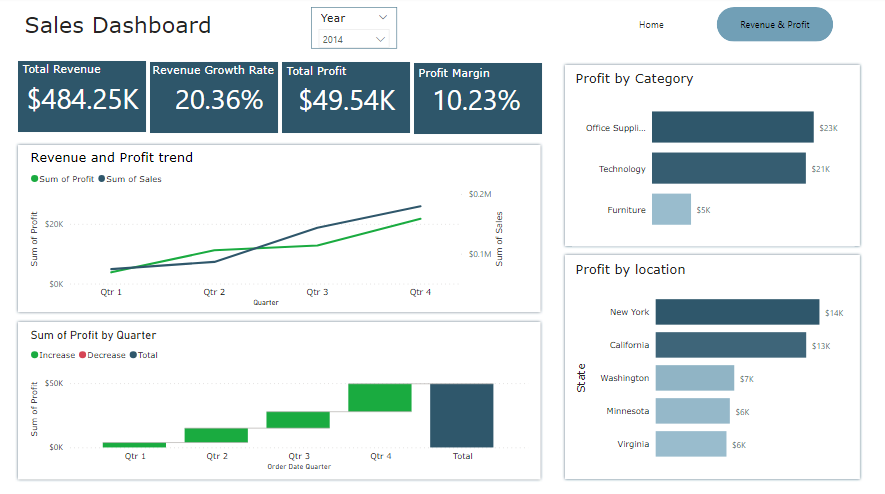 Sales Dashboard
Year
2014
Home
Revenue & Profit
Total Revenue
$484.25K
Revenue Growth Rate
20.36%
Total Profit
$49.54K
Profit Margin
10.23%
Revenue and Profit trend
Sum of Profit Sum of Sales
Sum of Profit
$20K
$0K
$0.2M
$0.1M
Sum of Sales
Qtr 1 Qtr 2 Qtr 3 Qtr 4
Quarter
Sum of Profit by Quarter
Increase Decrease Total
Sum of Profit
$50K
$0K
Qtr 1 Qtr 2 Qtr 3 Qtr 4 Total
Order Date Quarter
Profit by Category
Office Suppli... $23K
Technology $21K
Furniture $5K
Profit by location
State
New York $14K
California $13K
Washington $7K
Minnesota $6K
Virginia $6K